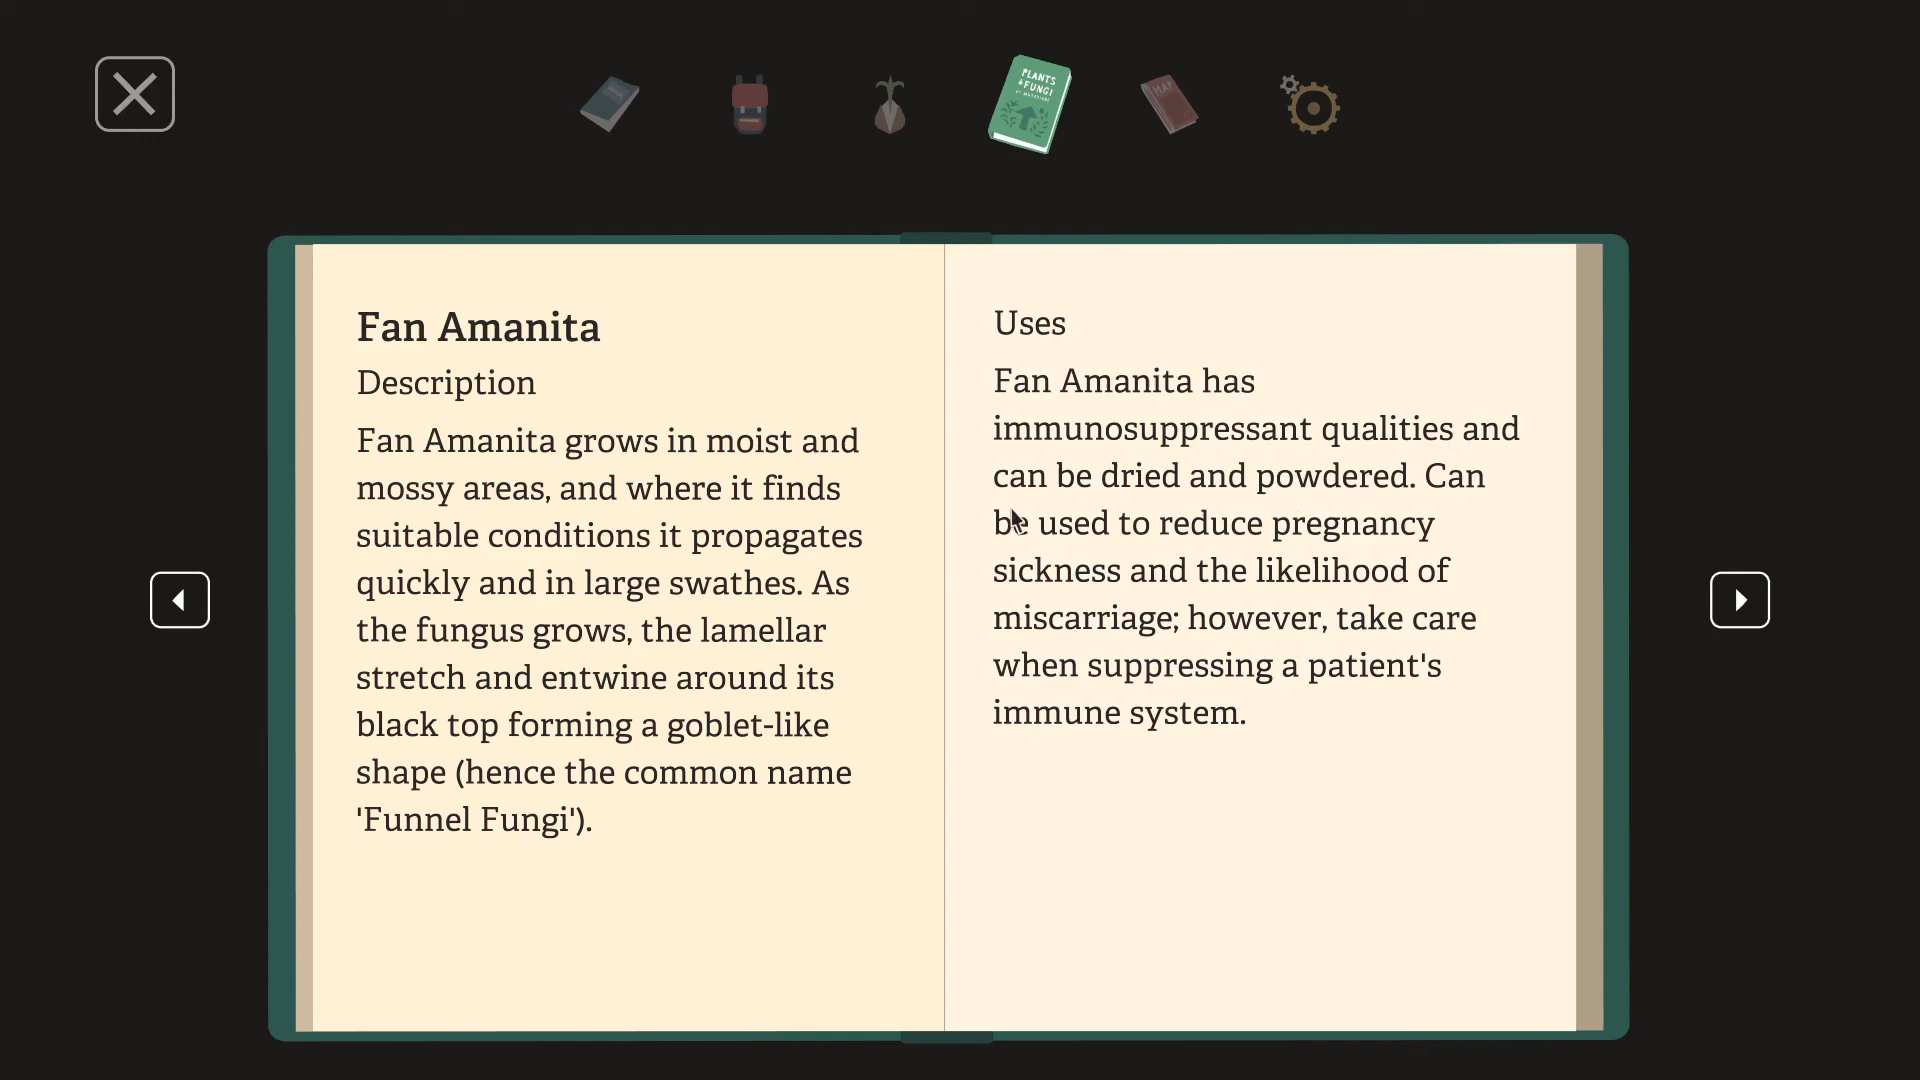 PLANTS
& FUNGI
MAP
Fan Amanita
Description
Fan Amanita grows in moist and
mossy areas, and where it finds
suitable conditions it propagates
quickly and in large swathes. As
the fungus grows, the lamellar
stretch and entwine around its
black top forming a goblet-like
shape (hence the common name
'Funnel Fungi').
Uses
Fan Amanita has
immunosuppressant qualities and
can be dried and powdered. Can
be used to reduce pregnancy
sickness and the likelihood of
miscarriage; however, take care
when suppressing a patient's
immune system.